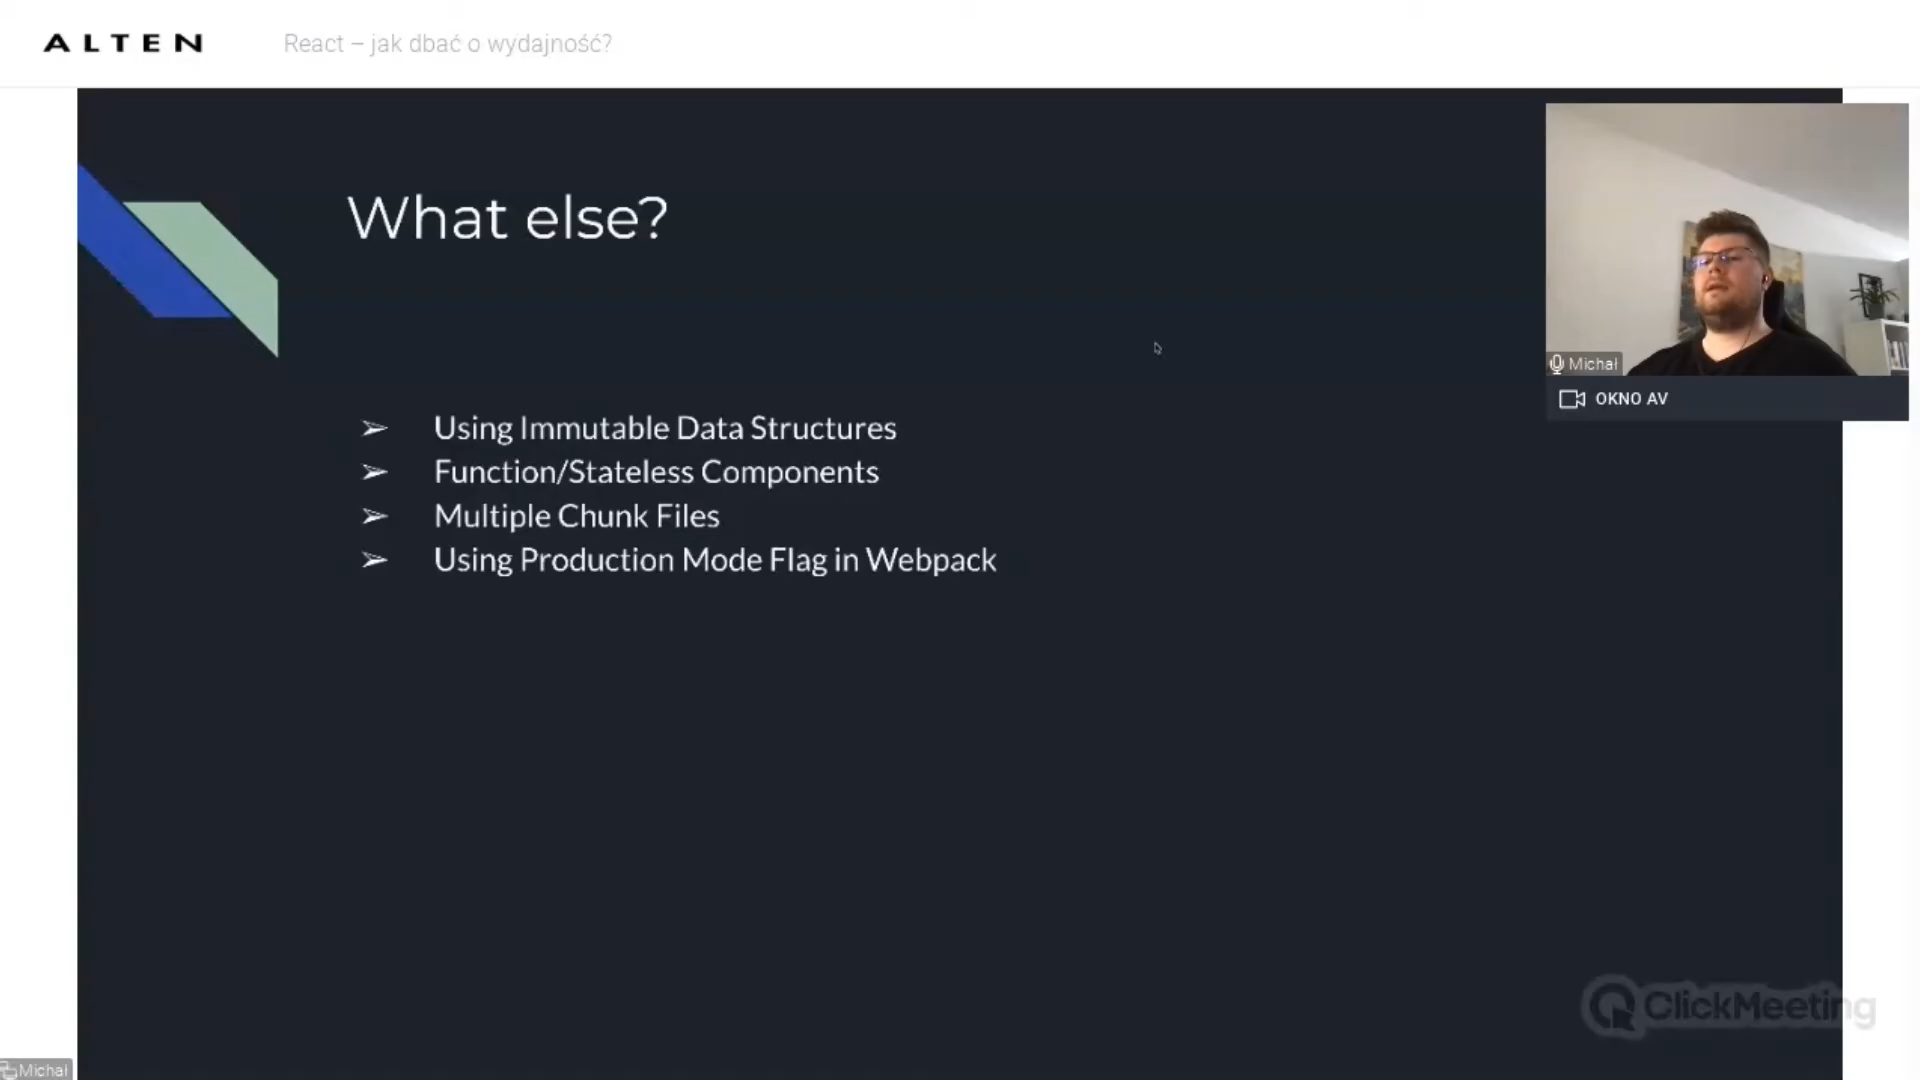 ALTEN
React – jak dbać o wydajność?
What else?
➢ Using Immutable Data Structures
➢ Function/Stateless Components
➢ Multiple Chunk Files
➢ Using Production Mode Flag in Webpack
Michał
OKNO AV
ClickMeeting
Michał